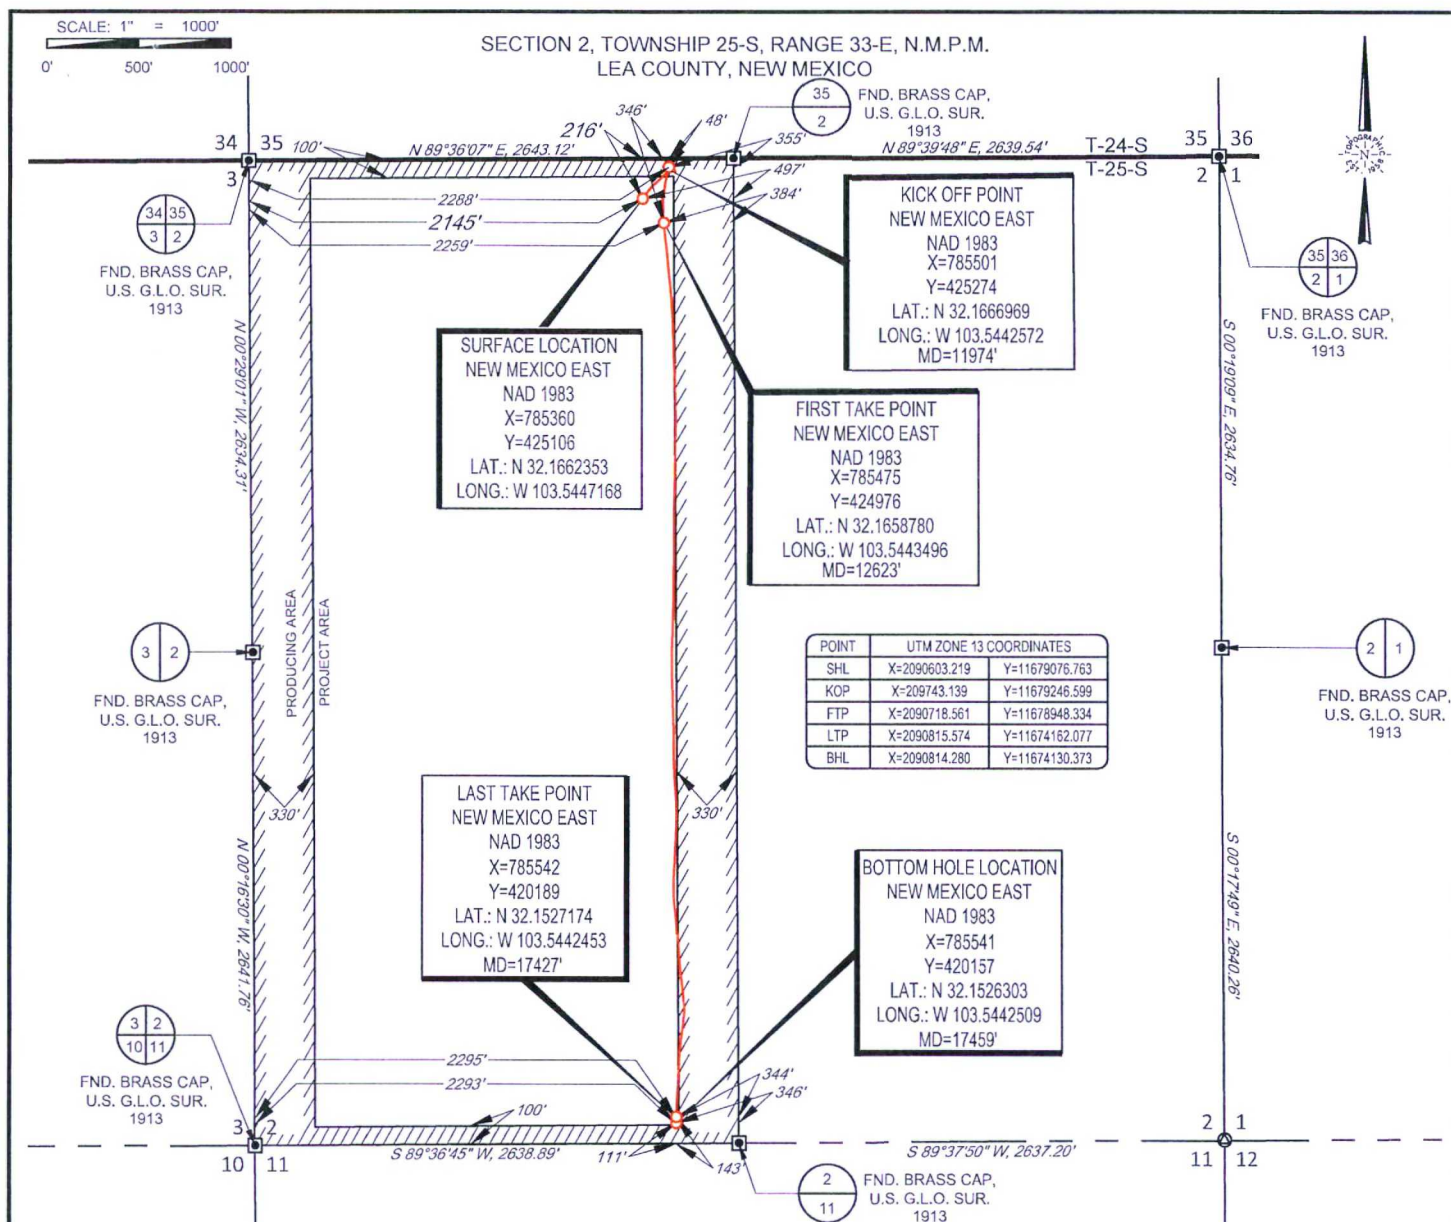 SCALE: 1" = 1000'
0' 500' 1000'
SECTION 2, TOWNSHIP 25-S, RANGE 33-E, N.M.P.M.
LEA COUNTY, NEW MEXICO
35
2
FND. BRASS CAP,
U.S. G.L.O. SUR.
1913
34 35
3
100'
N 89°36'07" E, 2643.12'
216'
346'
48'
355'
N 89°39'48" E, 2639.54'
T-24-S
T-25-S
35 36
2 1
497'
384'
2288'
2145'
2259'
34 35
3 2
FND. BRASS CAP,
U.S. G.L.O. SUR.
1913
KICK OFF POINT
NEW MEXICO EAST
NAD 1983
X=785501
Y=425274
LAT.: N 32.1666969
LONG.: W 103.5442572
MD=11974'
N
35 36
2 1
FND. BRASS CAP,
U.S. G.L.O. SUR.
1913
SURFACE LOCATION
NEW MEXICO EAST
NAD 1983
X=785360
Y=425106
LAT.: N 32.1662353
LONG.: W 103.5447168
FIRST TAKE POINT
NEW MEXICO EAST
NAD 1983
X=785475
Y=424976
LAT.: N 32.1658780
LONG.: W 103.5443496
MD=12623'
N 00°29'01" W, 2634.31'
S 00°19'09" E, 2634.76'
3 2
FND. BRASS CAP,
U.S. G.L.O. SUR.
1913
PRODUCING AREA
PROJECT AREA
POINT UTM ZONE 13 COORDINATES
SHL X=2090603.219 Y=11679076.763
KOP X=209743.139 Y=11679246.599
FTP X=2090718.561 Y=11678948.334
LTP X=2090815.574 Y=11674162.077
BHL X=2090814.280 Y=11674130.373
2 1
FND. BRASS CAP,
U.S. G.L.O. SUR.
1913
330'
330'
LAST TAKE POINT
NEW MEXICO EAST
NAD 1983
X=785542
Y=420189
LAT.: N 32.1527174
LONG.: W 103.5442453
MD=17427'
BOTTOM HOLE LOCATION
NEW MEXICO EAST
NAD 1983
X=785541
Y=420157
LAT.: N 32.1526303
LONG.: W 103.5442509
MD=17459'
N 00°16'30" W, 2641.76'
S 00°17'49" E, 2640.26'
3 2
10 11
FND. BRASS CAP,
U.S. G.L.O. SUR.
1913
2295'
2293'
344'
346'
100'
3 2
10 11
S 89°36'45" W, 2638.89'
111'
143'
S 89°37'50" W, 2637.20'
2 1
11 12
2
11
FND. BRASS CAP,
U.S. G.L.O. SUR.
1913